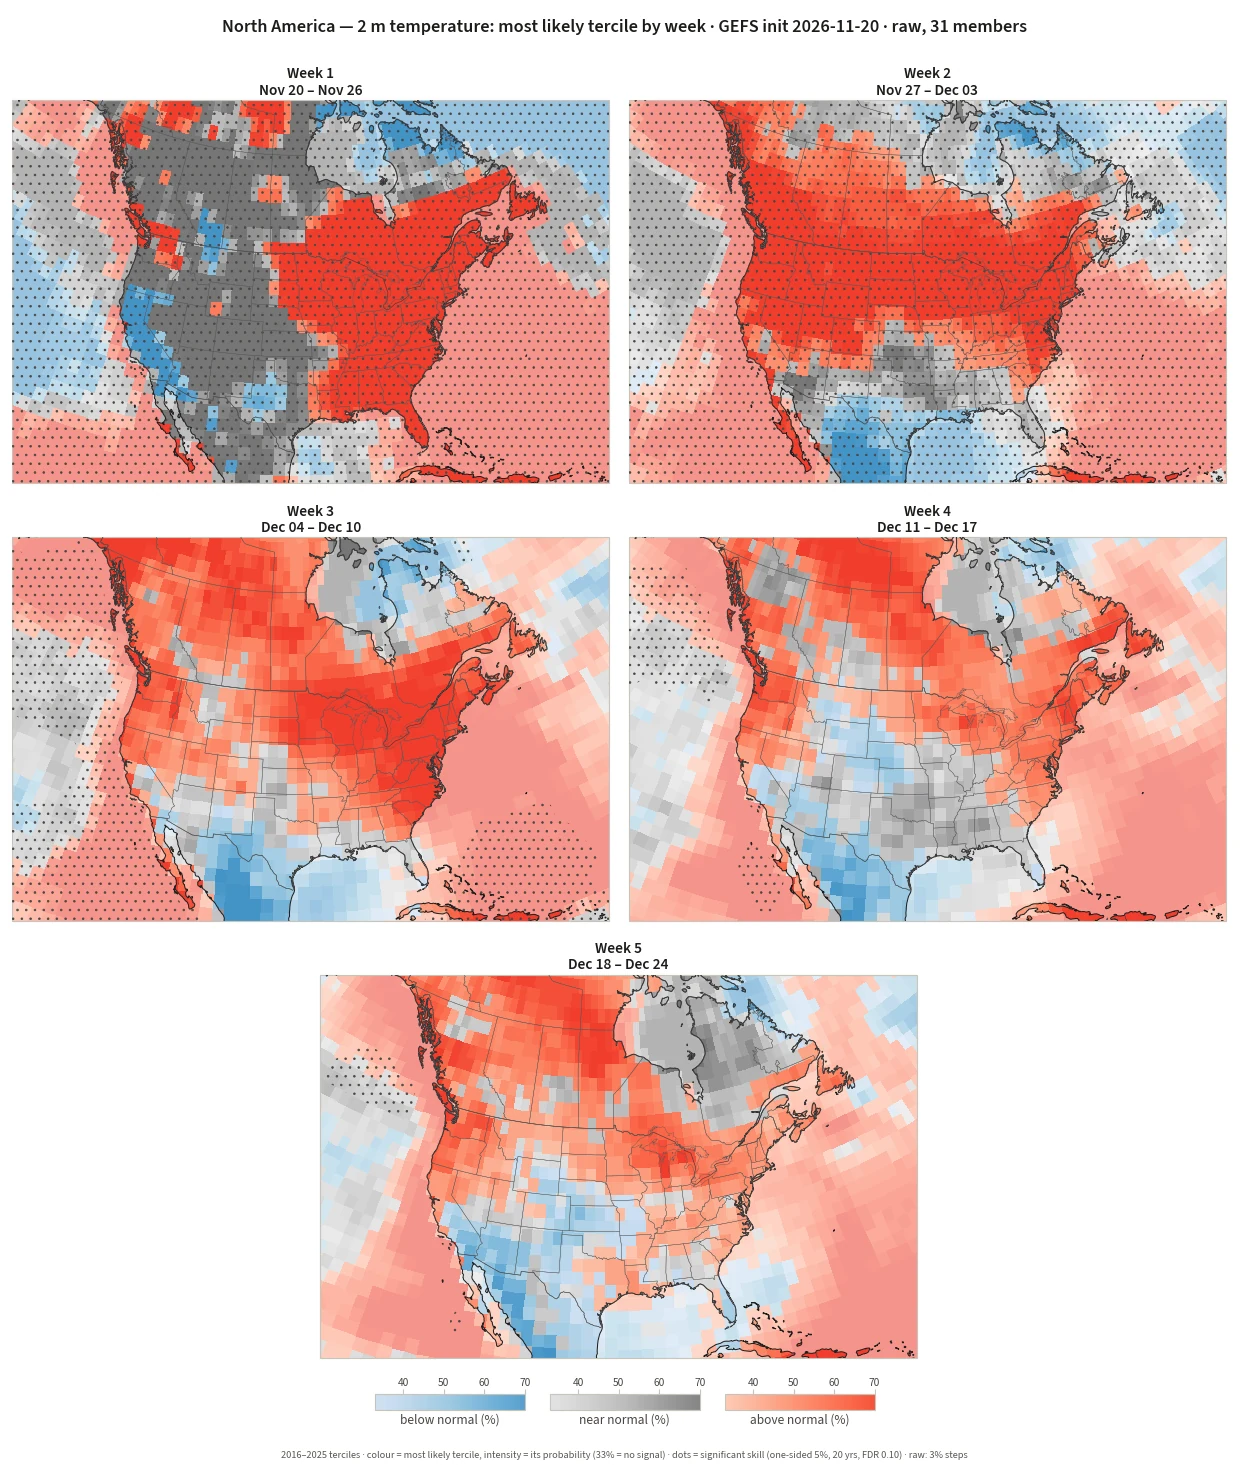 North America — 2 m temperature: most likely tercile by week · GEFS init 2026-11-20 · raw, 31 members
Week 1
Nov 20 – Nov 26
Week 2
Nov 27 – Dec 03
Week 3
Dec 04 – Dec 10
Week 4
Dec 11 – Dec 17
Week 5
Dec 18 – Dec 24
40 50 60 70
below normal (%)
40 50 60 70
near normal (%)
40 50 60 70
above normal (%)
2016–2025 terciles · colour = most likely tercile, intensity = its probability (33% = no signal) · dots = significant skill (one-sided 5%, 20 yrs, FDR 0.10) · raw: 3% steps